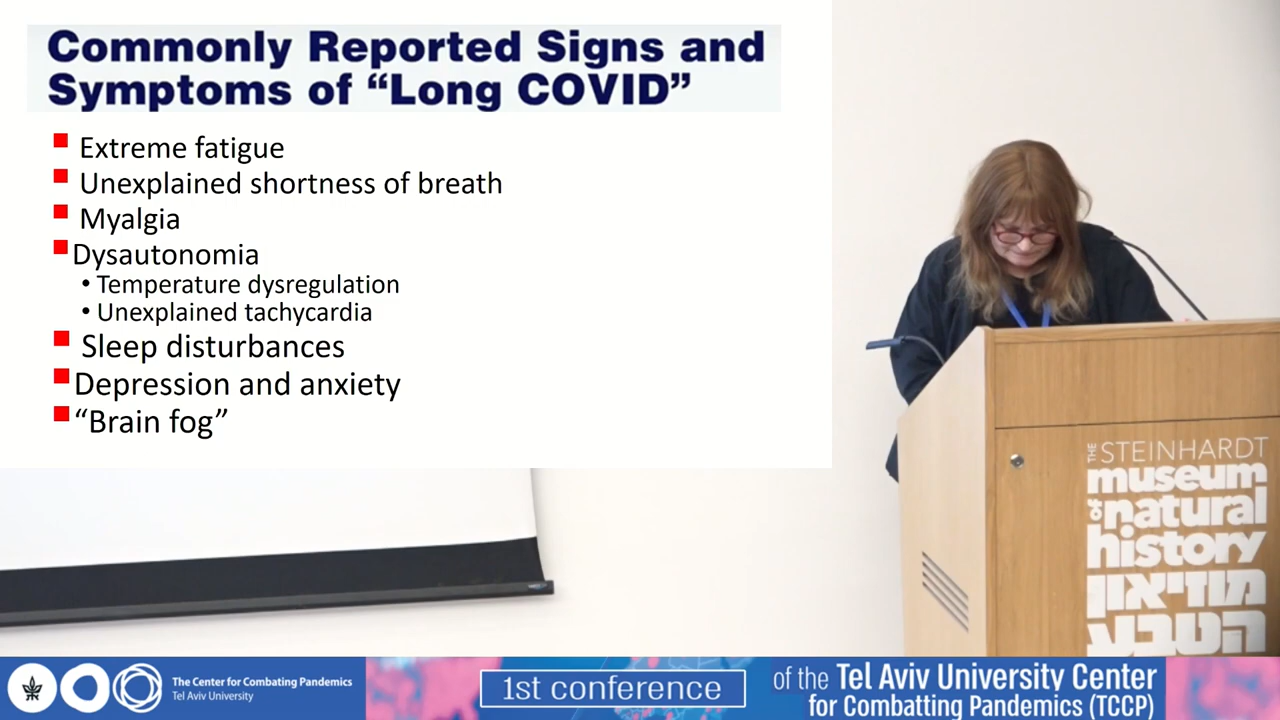 Commonly Reported Signs and
Symptoms of “Long COVID”
Extreme fatigue
Unexplained shortness of breath
Myalgia
Dysautonomia
• Temperature dysregulation
• Unexplained tachycardia
Sleep disturbances
Depression and anxiety
“Brain fog”
THE STEINHARDT
museum
of natural
history
מוזיאון
הטבע
The Center for Combating Pandemics
Tel Aviv University
1st conference
of the Tel Aviv University Center
for Combatting Pandemics (TCCP)